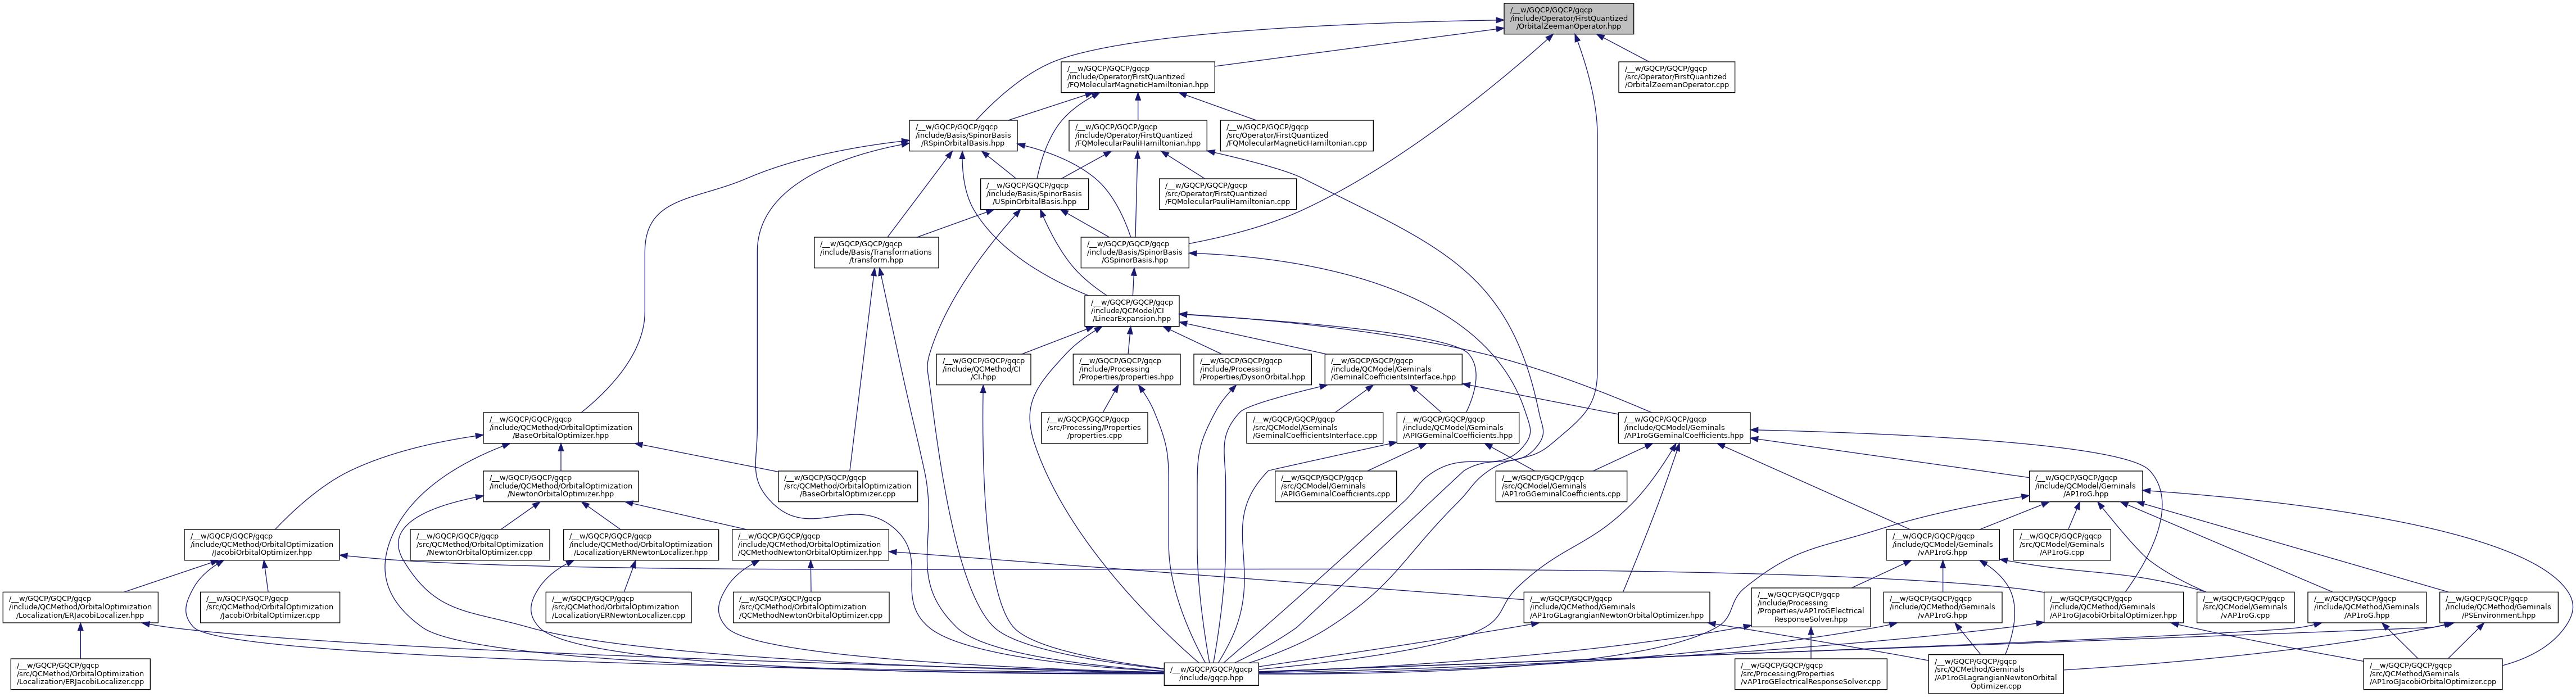 /__w/GQCP/GQCP/gqcp
/include/Operator/FirstQuantized
/OrbitalZeemanOperator.hpp
/__w/GQCP/GQCP/gqcp
/include/Operator/FirstQuantized
/FQMolecularMagneticHamiltonian.hpp
/__w/GQCP/GQCP/gqcp
/src/Operator/FirstQuantized
/OrbitalZeemanOperator.cpp
/__w/GQCP/GQCP/gqcp
/include/Basis/SpinorBasis
/RSpinOrbitalBasis.hpp
/__w/GQCP/GQCP/gqcp
/include/Operator/FirstQuantized
/FQMolecularPauliHamiltonian.hpp
/__w/GQCP/GQCP/gqcp
/src/Operator/FirstQuantized
/FQMolecularMagneticHamiltonian.cpp
/__w/GQCP/GQCP/gqcp
/include/Basis/SpinorBasis
/USpinOrbitalBasis.hpp
/__w/GQCP/GQCP/gqcp
/src/Operator/FirstQuantized
/FQMolecularPauliHamiltonian.cpp
/__w/GQCP/GQCP/gqcp
/include/Basis/Transformations
/transform.hpp
/__w/GQCP/GQCP/gqcp
/include/Basis/SpinorBasis
/GSpinorBasis.hpp
/__w/GQCP/GQCP/gqcp
/include/QCModel/CI
/LinearExpansion.hpp
/__w/GQCP/GQCP/gqcp
/include/QCMethod/CI
/CI.hpp
/__w/GQCP/GQCP/gqcp
/include/Processing
/Properties/properties.hpp
/__w/GQCP/GQCP/gqcp
/include/Processing
/Properties/DysonOrbital.hpp
/__w/GQCP/GQCP/gqcp
/include/QCModel/Geminals
/GeminalCoefficientsInterface.hpp
/__w/GQCP/GQCP/gqcp
/include/QCMethod/OrbitalOptimization
/BaseOrbitalOptimizer.hpp
/__w/GQCP/GQCP/gqcp
/src/Processing/Properties
/properties.cpp
/__w/GQCP/GQCP/gqcp
/src/QCModel/Geminals
/GeminalCoefficientsInterface.cpp
/__w/GQCP/GQCP/gqcp
/include/QCModel/Geminals
/APIGGeminalCoefficients.hpp
/__w/GQCP/GQCP/gqcp
/include/QCModel/Geminals
/AP1roGGeminalCoefficients.hpp
/__w/GQCP/GQCP/gqcp
/include/QCMethod/OrbitalOptimization
/NewtonOrbitalOptimizer.hpp
/__w/GQCP/GQCP/gqcp
/src/QCMethod/OrbitalOptimization
/BaseOrbitalOptimizer.cpp
/__w/GQCP/GQCP/gqcp
/src/QCModel/Geminals
/APIGGeminalCoefficients.cpp
/__w/GQCP/GQCP/gqcp
/src/QCModel/Geminals
/AP1roGGeminalCoefficients.cpp
/__w/GQCP/GQCP/gqcp
/include/QCModel/Geminals
/AP1roG.hpp
/__w/GQCP/GQCP/gqcp
/include/QCMethod/OrbitalOptimization
/JacobiOrbitalOptimizer.hpp
/__w/GQCP/GQCP/gqcp
/src/QCMethod/OrbitalOptimization
/NewtonOrbitalOptimizer.cpp
/__w/GQCP/GQCP/gqcp
/include/QCMethod/OrbitalOptimization
/Localization/ERNewtonLocalizer.hpp
/__w/GQCP/GQCP/gqcp
/include/QCMethod/OrbitalOptimization
/QCMethodNewtonOrbitalOptimizer.hpp
/__w/GQCP/GQCP/gqcp
/include/QCModel/Geminals
/vAP1roG.hpp
/__w/GQCP/GQCP/gqcp
/src/QCModel/Geminals
/AP1roG.cpp
/__w/GQCP/GQCP/gqcp
/include/QCMethod/OrbitalOptimization
/Localization/ERJacobiLocalizer.hpp
/__w/GQCP/GQCP/gqcp
/src/QCMethod/OrbitalOptimization
/JacobiOrbitalOptimizer.cpp
/__w/GQCP/GQCP/gqcp
/src/QCMethod/OrbitalOptimization
/Localization/ERNewtonLocalizer.cpp
/__w/GQCP/GQCP/gqcp
/src/QCMethod/OrbitalOptimization
/QCMethodNewtonOrbitalOptimizer.cpp
/__w/GQCP/GQCP/gqcp
/include/QCMethod/Geminals
/AP1roGLagrangianNewtonOrbitalOptimizer.hpp
/__w/GQCP/GQCP/gqcp
/include/Processing
/Properties/vAP1roGElectrical
ResponseSolver.hpp
/__w/GQCP/GQCP/gqcp
/include/QCMethod/Geminals
/vAP1roG.hpp
/__w/GQCP/GQCP/gqcp
/include/QCMethod/Geminals
/AP1roGJacobiOrbitalOptimizer.hpp
/__w/GQCP/GQCP/gqcp
/src/QCModel/Geminals
/vAP1roG.cpp
/__w/GQCP/GQCP/gqcp
/include/QCMethod/Geminals
/AP1roG.hpp
/__w/GQCP/GQCP/gqcp
/include/QCMethod/Geminals
/PSEnvironment.hpp
/__w/GQCP/GQCP/gqcp
/src/QCMethod/OrbitalOptimization
/Localization/ERJacobiLocalizer.cpp
/__w/GQCP/GQCP/gqcp
/include/gqcp.hpp
/__w/GQCP/GQCP/gqcp
/src/Processing/Properties
/vAP1roGElectricalResponseSolver.cpp
/__w/GQCP/GQCP/gqcp
/src/QCMethod/Geminals
/AP1roGLagrangianNewtonOrbital
Optimizer.cpp
/__w/GQCP/GQCP/gqcp
/src/QCMethod/Geminals
/AP1roGJacobiOrbitalOptimizer.cpp